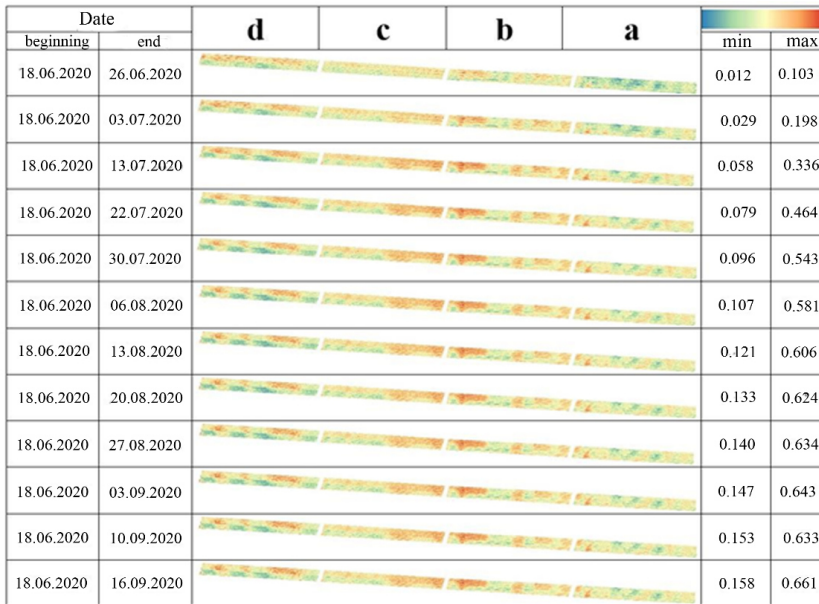 Date
beginning end d c b a min max
18.06.2020 26.06.2020 0.012 0.103
18.06.2020 03.07.2020 0.029 0.198
18.06.2020 13.07.2020 0.058 0.336
18.06.2020 22.07.2020 0.079 0.464
18.06.2020 30.07.2020 0.096 0.543
18.06.2020 06.08.2020 0.107 0.581
18.06.2020 13.08.2020 0.121 0.606
18.06.2020 20.08.2020 0.133 0.624
18.06.2020 27.08.2020 0.140 0.634
18.06.2020 03.09.2020 0.147 0.643
18.06.2020 10.09.2020 0.153 0.633
18.06.2020 16.09.2020 0.158 0.661